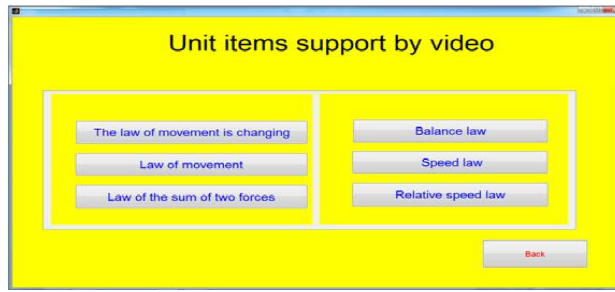 Unit items support by video
The law of movement is changing
Law of movement
Law of the sum of two forces
Balance law
Speed law
Relative speed law
Back